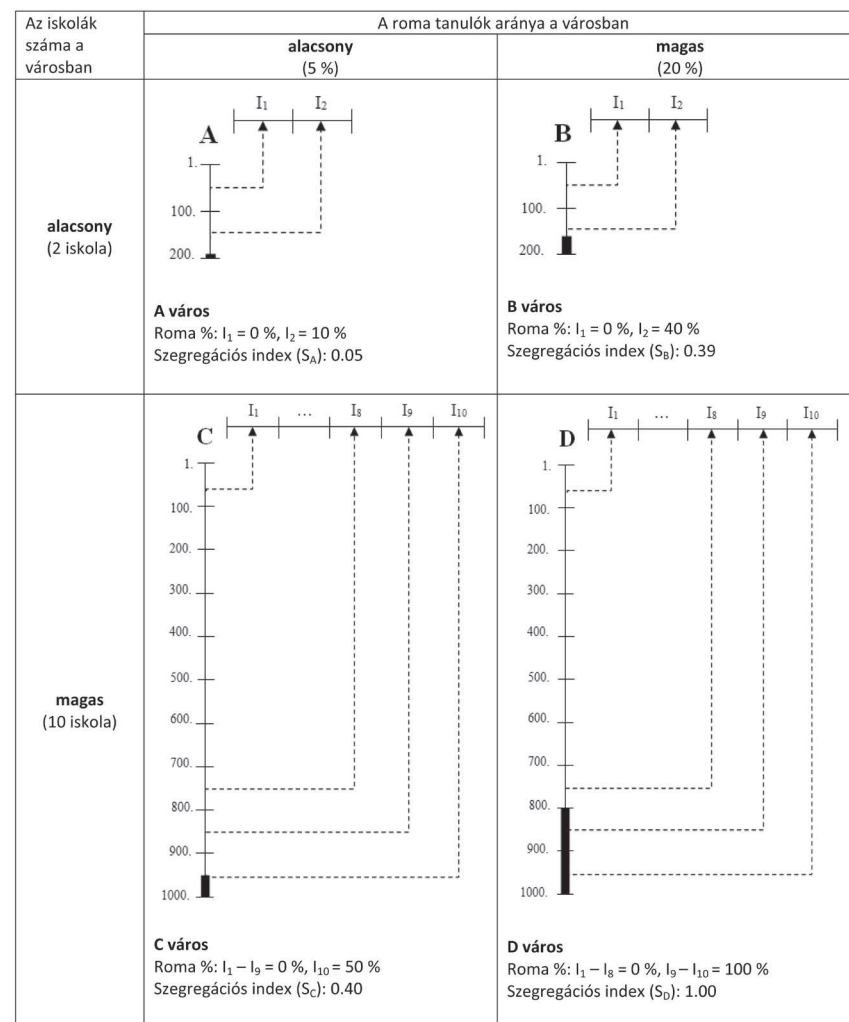 Az iskolák
száma a
városban
A roma tanulók aránya a városban
alacsony
(5 %)
magas
(20 %)
alacsony
(2 iskola)
I1 I2
A
1.
100.
200.
A város
Roma %: I1 = 0 %, I2 = 10 %
Szegregációs index (SA): 0.05
I1 I2
B
1.
100.
200.
B város
Roma %: I1 = 0 %, I2 = 40 %
Szegregációs index (SB): 0.39
magas
(10 iskola)
I1 ... I8 I9 I10
C
1.
100.
200.
300.
400.
500.
600.
700.
800.
900.
1000.
C város
Roma %: I1 – I9 = 0 %, I10 = 50 %
Szegregációs index (SC): 0.40
I1 ... I8 I9 I10
D
1.
100.
200.
300.
400.
500.
600.
700.
800.
900.
1000.
D város
Roma %: I1 – I8 = 0 %, I9 – I10 = 100 %
Szegregációs index (SD): 1.00